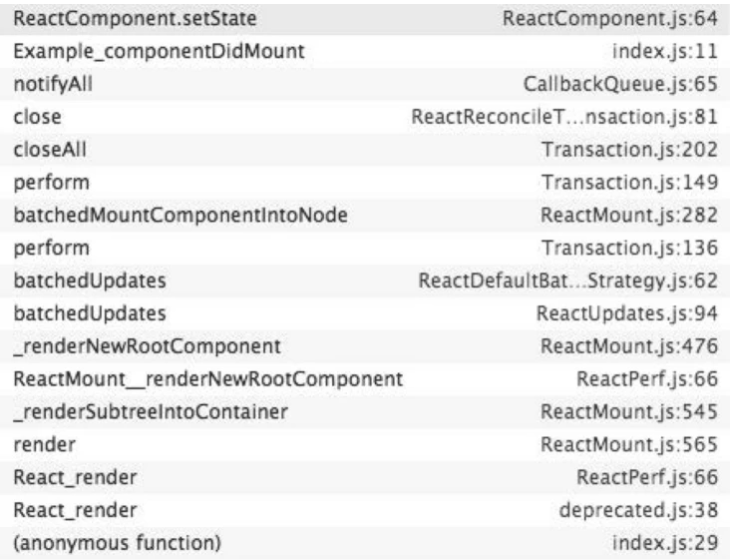 ReactComponent.setState ReactComponent.js:64
Example_componentDidMount index.js:11
notifyAll CallbackQueue.js:65
close ReactReconcileT...nsaction.js:81
closeAll Transaction.js:202
perform Transaction.js:149
batchedMountComponentIntoNode ReactMount.js:282
perform Transaction.js:136
batchedUpdates ReactDefaultBat...Strategy.js:62
batchedUpdates ReactUpdates.js:94
_renderNewRootComponent ReactMount.js:476
ReactMount__renderNewRootComponent ReactPerf.js:66
_renderSubtreeIntoContainer ReactMount.js:545
render ReactMount.js:565
React_render ReactPerf.js:66
React_render deprecated.js:38
(anonymous function) index.js:29